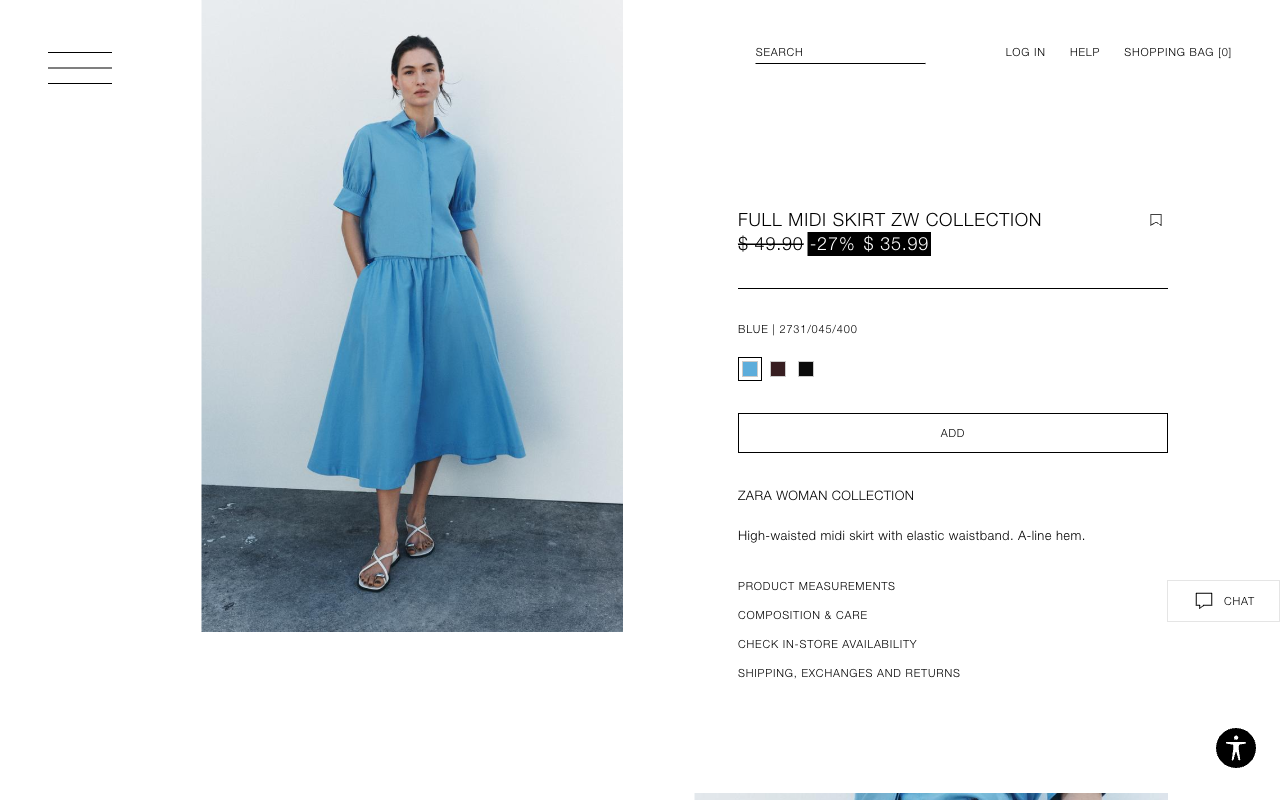 SEARCH
LOG IN
HELP
SHOPPING BAG [0]
FULL MIDI SKIRT ZW COLLECTION
$ 49.90 -27% $ 35.99
BLUE | 2731/045/400
ADD
ZARA WOMAN COLLECTION
High-waisted midi skirt with elastic waistband. A-line hem.
PRODUCT MEASUREMENTS
COMPOSITION & CARE
CHAT
CHECK IN-STORE AVAILABILITY
SHIPPING, EXCHANGES AND RETURNS